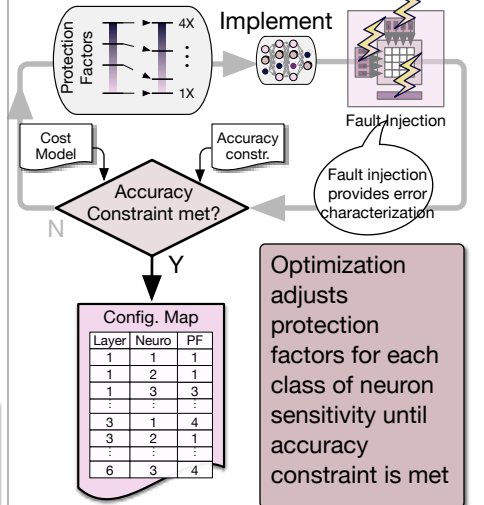 Protection
Factors
4X
⋮
1X
Implement
Fault Injection
Fault injection
provides error
characterization
Cost
Model
Accuracy
constr.
Accuracy
Constraint met?
N
Y
Config. Map
Layer Neuro PF
1 1 1
1 2 1
1 3 3
⋮ ⋮ ⋮
3 1 4
3 2 1
⋮ ⋮ ⋮
6 3 4
Optimization
adjusts
protection
factors for each
class of neuron
sensitivity until
accuracy
constraint is met